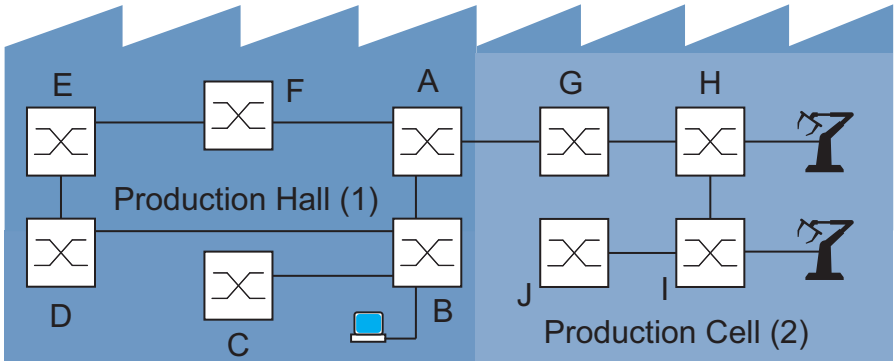 E
F
A
G
H
Production Hall (1)
D
C
B
J
I
Production Cell (2)